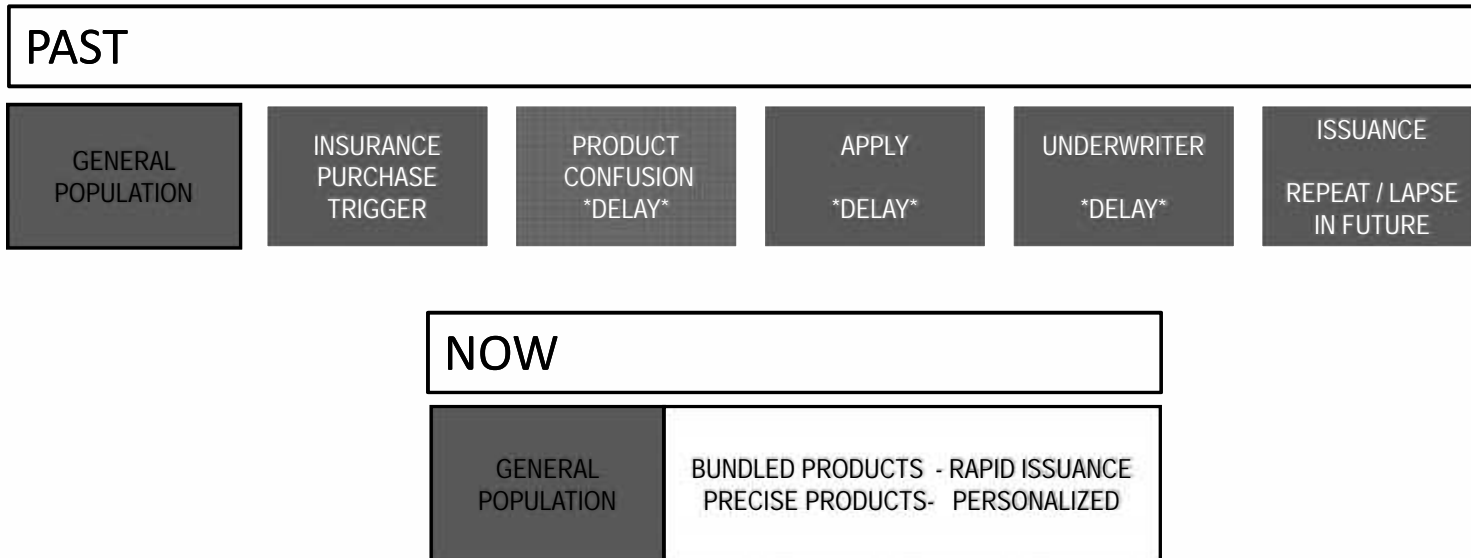 PAST
GENERAL
POPULATION
INSURANCE
PURCHASE
TRIGGER
PRODUCT
CONFUSION
*DELAY*
APPLY
*DELAY*
UNDERWRITER
*DELAY*
ISSUANCE
REPEAT / LAPSE
IN FUTURE
NOW
GENERAL
POPULATION
BUNDLED PRODUCTS - RAPID ISSUANCE
PRECISE PRODUCTS- PERSONALIZED